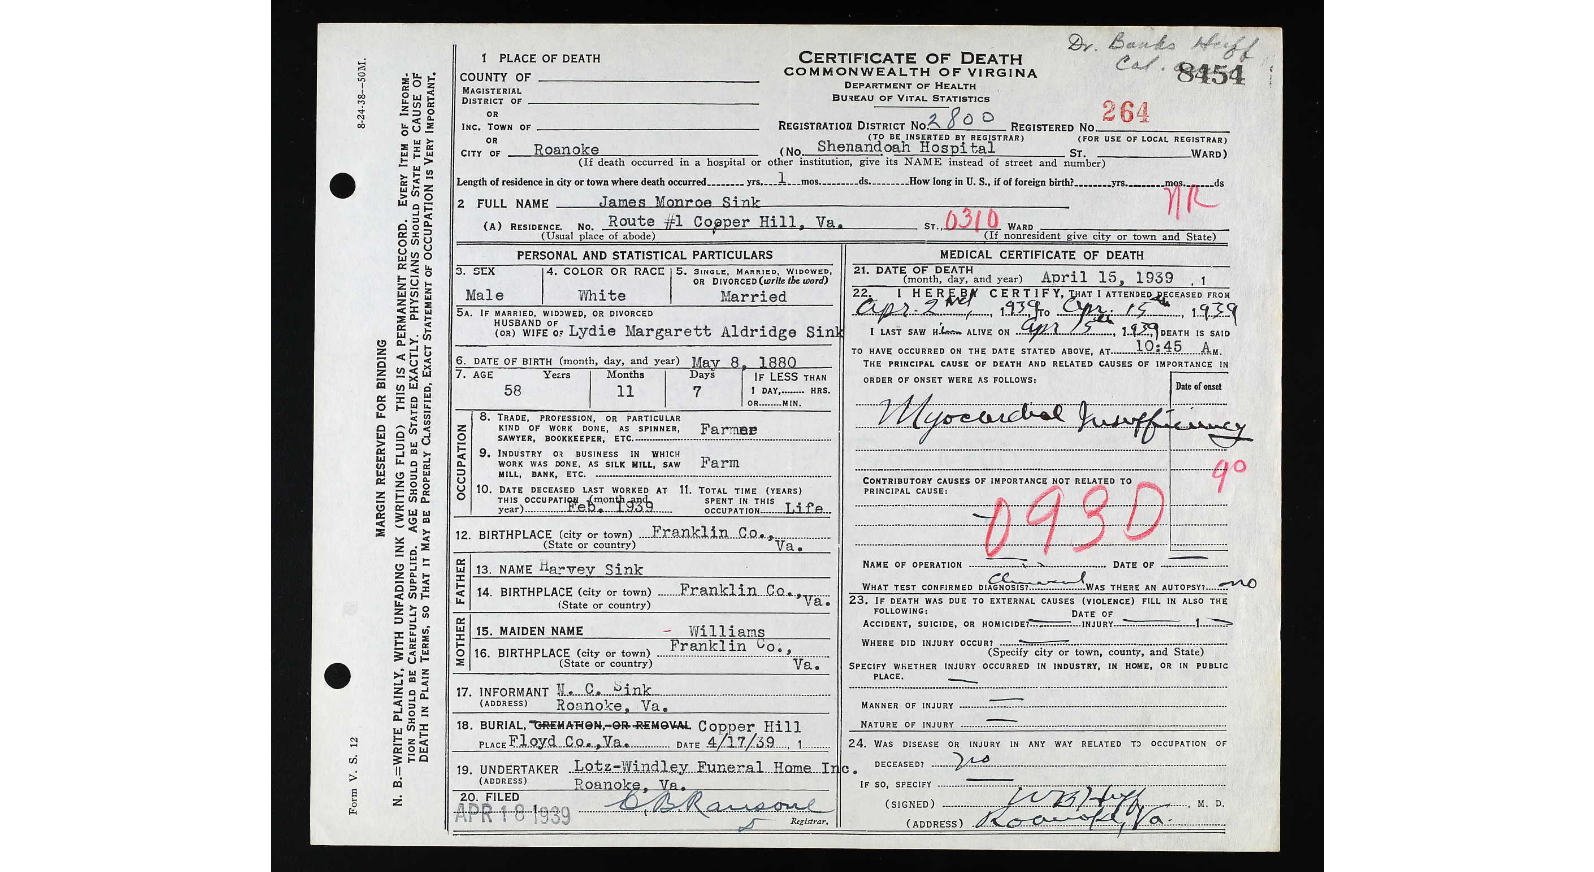 Dr. Banks Huff
Cal.
8454
8-24-38—50M.
MARGIN RESERVED FOR BINDING
N. B.—WRITE PLAINLY, WITH UNFADING INK (WRITING FLUID) THIS IS A PERMANENT RECORD. EVERY ITEM OF INFORM-
TION SHOULD BE CAREFULLY SUPPLIED. AGE SHOULD BE STATED EXACTLY. PHYSICIANS SHOULD STATE THE CAUSE OF
DEATH IN PLAIN TERMS, SO THAT IT MAY BE PROPERLY CLASSIFIED, EXACT STATEMENT OF OCCUPATION IS VERY IMPORTANT.
Form V. S. 12
1 PLACE OF DEATH
COUNTY OF
MAGISTERIAL
DISTRICT OF
OR
INC. TOWN OF
OR
CITY OF Roanoke
CERTIFICATE OF DEATH
COMMONWEALTH OF VIRGINIA
DEPARTMENT OF HEALTH
BUREAU OF VITAL STATISTICS
264
REGISTRATION DISTRICT NO. 2800 REGISTERED NO.
(TO BE INSERTED BY REGISTRAR) (FOR USE OF LOCAL REGISTRAR)
(No. Shenandoah Hospital ST. WARD)
(If death occurred in a hospital or other institution, give its NAME instead of street and number)
Length of residence in city or town where death occurred yrs. 1 mos. ds. How long in U. S., if of foreign birth? yrs. mos. ds
NR
2 FULL NAME James Monroe Sink
(A) RESIDENCE. No. Route #1 Copper Hill, Va. ST., 0310 WARD
(Usual place of abode) (If nonresident give city or town and State)
PERSONAL AND STATISTICAL PARTICULARS
3. SEX 4. COLOR OR RACE 5. SINGLE, MARRIED, WIDOWED,
OR DIVORCED (write the word)
Male White Married
5A. IF MARRIED, WIDOWED, OR DIVORCED
HUSBAND OF
(OR) WIFE OF Lydie Margarett Aldridge Sink
6. DATE OF BIRTH (month, day, and year) May 8, 1880
7. AGE Years Months Days IF LESS THAN
58 11 7 1 DAY, HRS.
OR MIN.
OCCUPATION
8. TRADE, PROFESSION, OR PARTICULAR
KIND OF WORK DONE, AS SPINNER, Farmer
SAWYER, BOOKKEEPER, ETC.
9. INDUSTRY OR BUSINESS IN WHICH
WORK WAS DONE, AS SILK MILL, SAW Farm
MILL, BANK, ETC.
10. DATE DECEASED LAST WORKED AT 11. TOTAL TIME (YEARS)
THIS OCCUPATION (month and SPENT IN THIS
year) Feb. 1939 OCCUPATION Life
12. BIRTHPLACE (city or town) Franklin Co.,
(State or country) Va.
FATHER
13. NAME Harvey Sink
14. BIRTHPLACE (city or town) Franklin Co.,
(State or country) Va.
MOTHER
15. MAIDEN NAME - Williams
16. BIRTHPLACE (city or town) Franklin Co.,
(State or country) Va.
17. INFORMANT M. C. Sink
(ADDRESS) Roanoke, Va.
18. BURIAL, CREMATION, OR REMOVAL Copper Hill
PLACE Floyd Co.,Va. DATE 4/17/39 , 1
19. UNDERTAKER Lotz-Windley Funeral Home Inc.
(ADDRESS) Roanoke, Va.
20. FILED
APR 18 1939 C B Ransone
Registrar.
MEDICAL CERTIFICATE OF DEATH
21. DATE OF DEATH
(month, day, and year) April 15, 1939 , 1
22. I HEREBY CERTIFY, THAT I ATTENDED DECEASED FROM
Apr. 2nd, 1939 TO Apr. 15th, 1939
I LAST SAW Him ALIVE ON Apr 15th, 1939 DEATH IS SAID
TO HAVE OCCURRED ON THE DATE STATED ABOVE, AT 10:45 A M.
THE PRINCIPAL CAUSE OF DEATH AND RELATED CAUSES OF IMPORTANCE IN
ORDER OF ONSET WERE AS FOLLOWS: Date of onset
Myocardial Insufficiency
90
CONTRIBUTORY CAUSES OF IMPORTANCE NOT RELATED TO
PRINCIPAL CAUSE:
093D
NAME OF OPERATION DATE OF
WHAT TEST CONFIRMED DIAGNOSIS? Clinical WAS THERE AN AUTOPSY? no
23. IF DEATH WAS DUE TO EXTERNAL CAUSES (VIOLENCE) FILL IN ALSO THE
FOLLOWING: DATE OF
ACCIDENT, SUICIDE, OR HOMICIDE? INJURY 1
WHERE DID INJURY OCCUR?
(Specify city or town, county, and State)
SPECIFY WHETHER INJURY OCCURRED IN INDUSTRY, IN HOME, OR IN PUBLIC
PLACE.
MANNER OF INJURY
NATURE OF INJURY
24. WAS DISEASE OR INJURY IN ANY WAY RELATED TO OCCUPATION OF
DECEASED? no
IF SO, SPECIFY
(SIGNED) WB Huff , M. D.
(ADDRESS) Roanoke, Va.